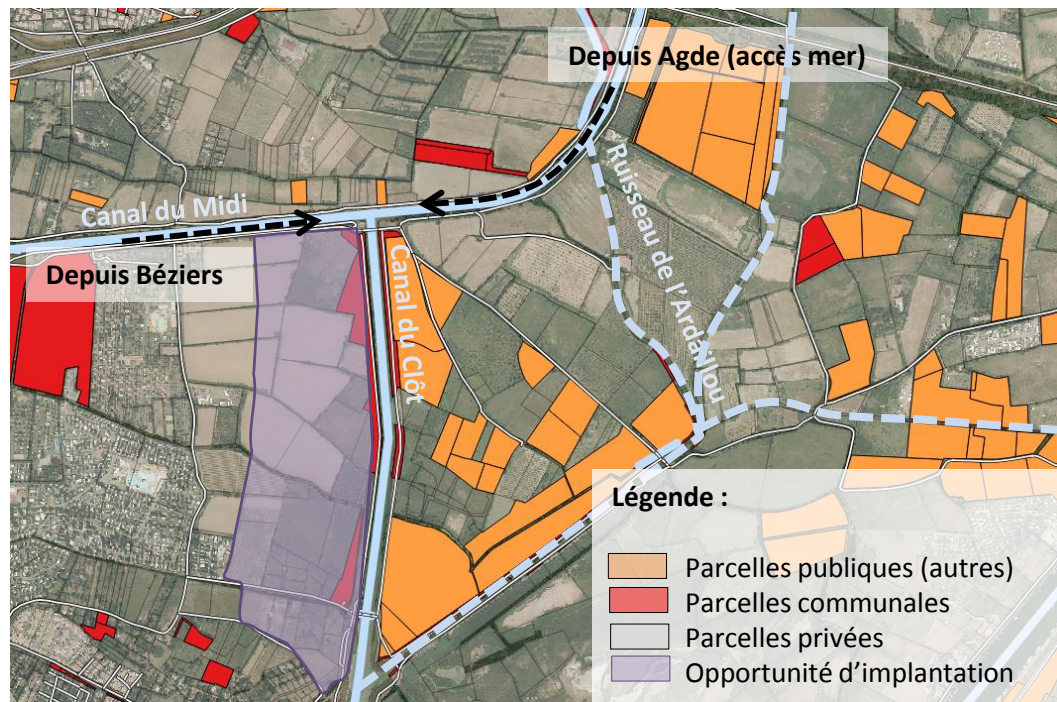 Depuis Agde (accès mer)
Canal du Midi
Depuis Béziers
Canal du Clôt
Ruisseau de l'Ardaillou
Légende :
Parcelles publiques (autres)
Parcelles communales
Parcelles privées
Opportunité d'implantation